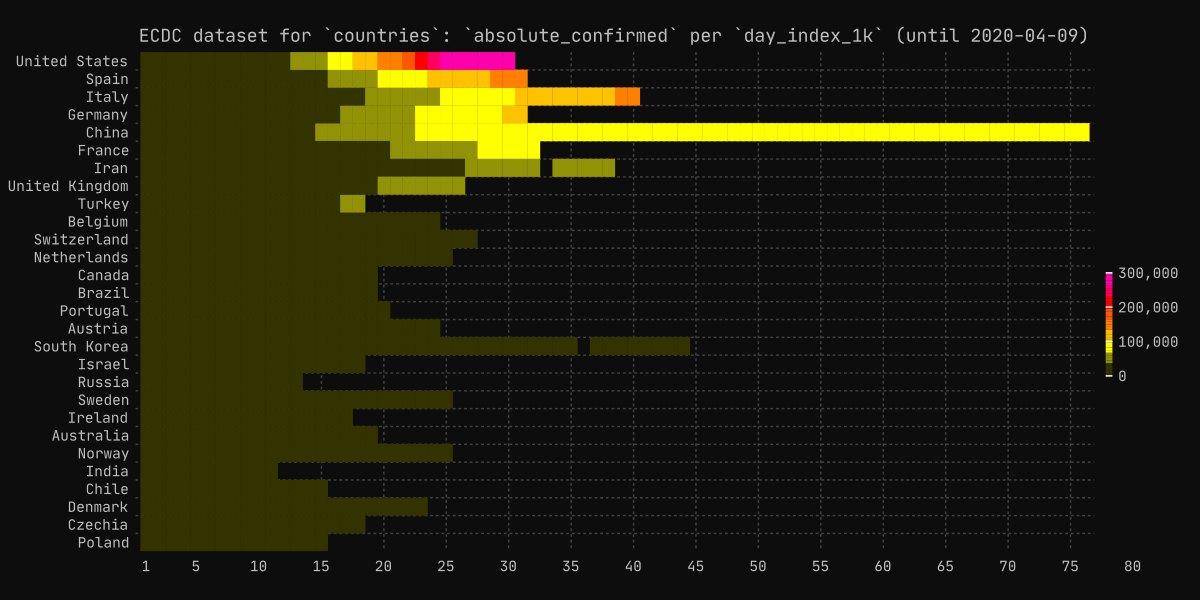 ECDC dataset for `countries`: `absolute_confirmed` per `day_index_1k` (until 2020-04-09)
United States
Spain
Italy
Germany
China
France
Iran
United Kingdom
Turkey
Belgium
Switzerland
Netherlands
Canada
Brazil
Portugal
Austria
South Korea
Israel
Russia
Sweden
Ireland
Australia
Norway
India
Chile
Denmark
Czechia
Poland
300,000
200,000
100,000
0
1 5 10 15 20 25 30 35 40 45 50 55 60 65 70 75 80